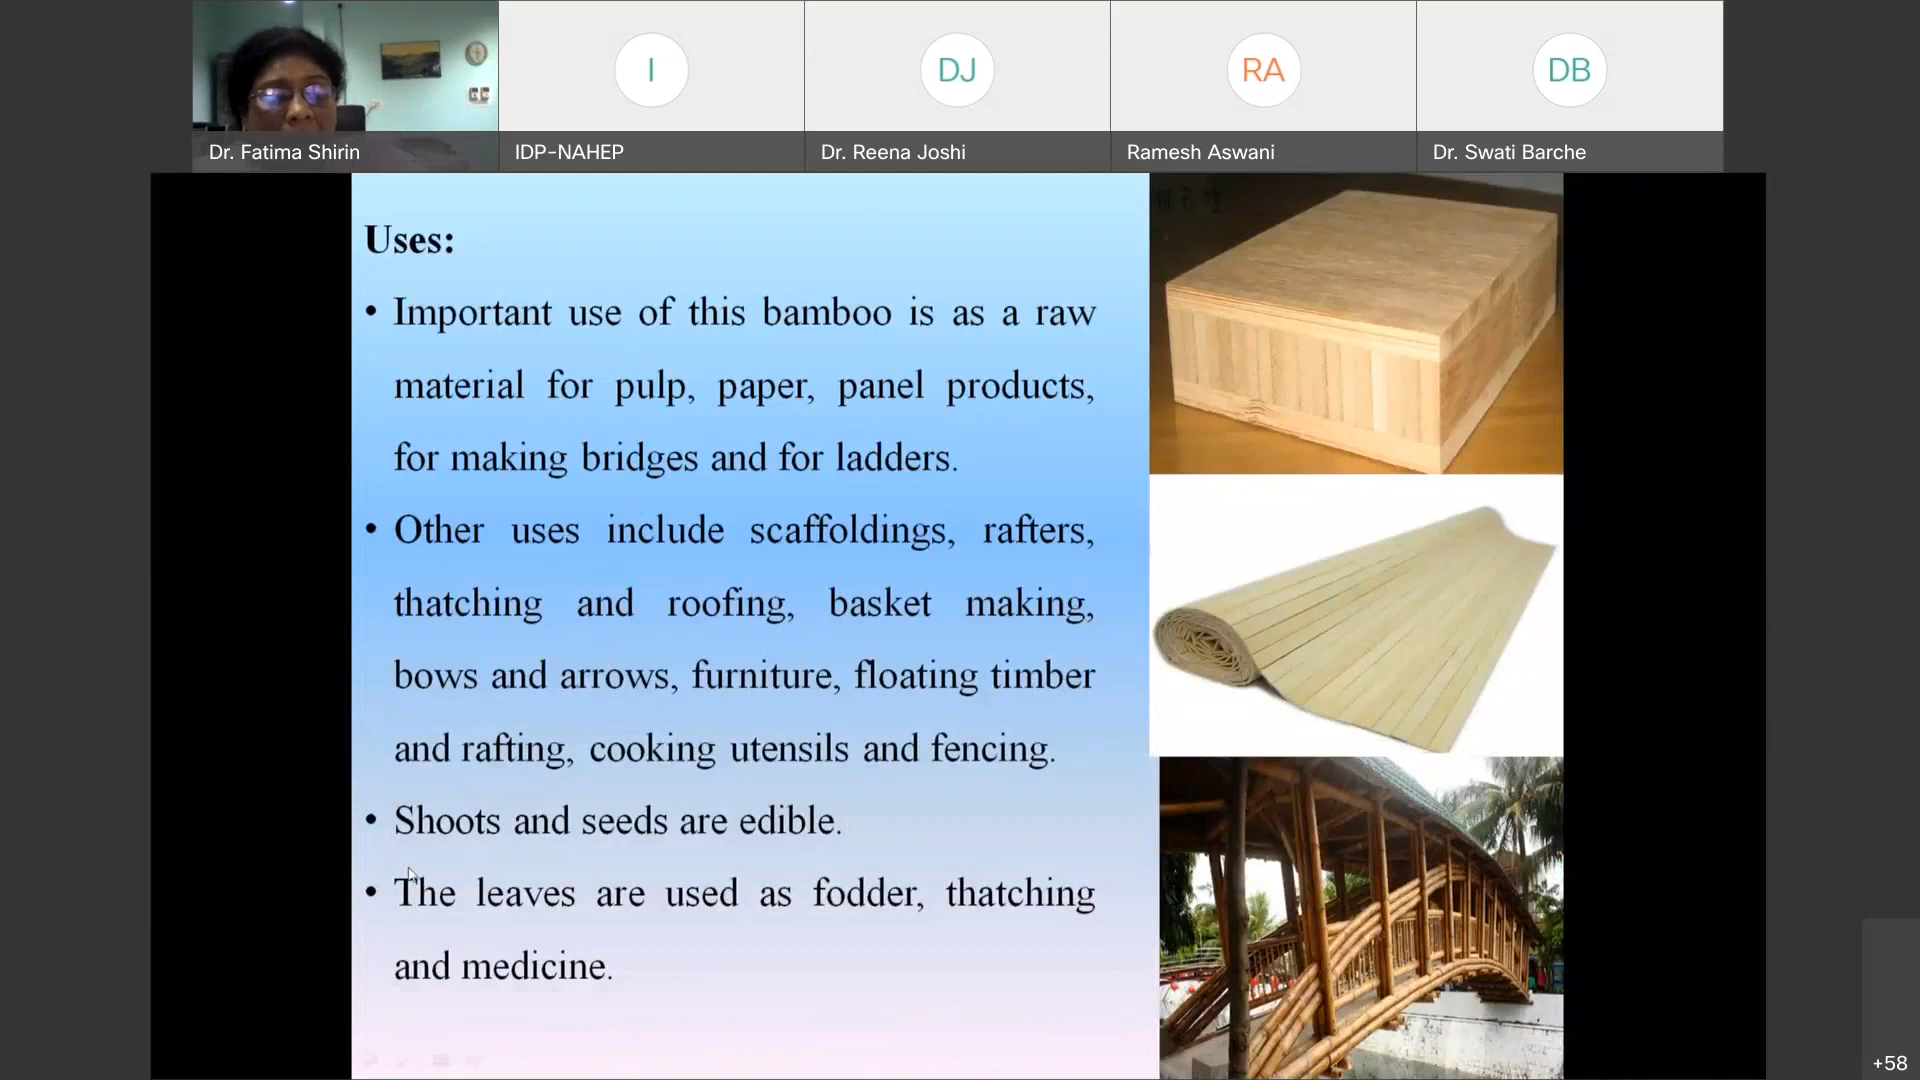 I
DJ
RA
DB
Dr. Fatima Shirin
IDP-NAHEP
Dr. Reena Joshi
Ramesh Aswani
Dr. Swati Barche
Uses:
• Important use of this bamboo is as a raw
material for pulp, paper, panel products,
for making bridges and for ladders.
• Other uses include scaffoldings, rafters,
thatching and roofing, basket making,
bows and arrows, furniture, floating timber
and rafting, cooking utensils and fencing.
• Shoots and seeds are edible.
• The leaves are used as fodder, thatching
and medicine.
+58